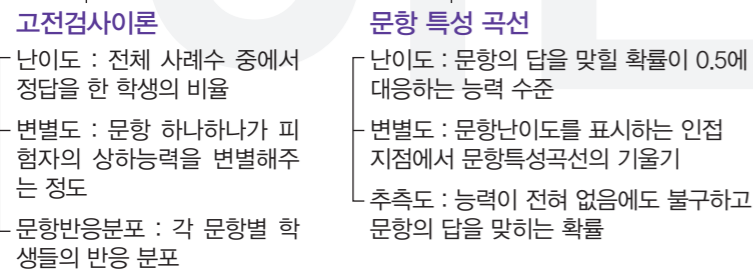 고전검사이론
난이도 : 전체 사례수 중에서
정답을 한 학생의 비율
변별도 : 문항 하나하나가 피
험자의 상하능력을 변별해주
는 정도
문항반응분포 : 각 문항별 학
생들의 반응 분포
문항 특성 곡선
난이도 : 문항의 답을 맞힐 확률이 0.5에
대응하는 능력 수준
변별도 : 문항난이도를 표시하는 인접
지점에서 문항특성곡선의 기울기
추측도 : 능력이 전혀 없음에도 불구하고
문항의 답을 맞히는 확률